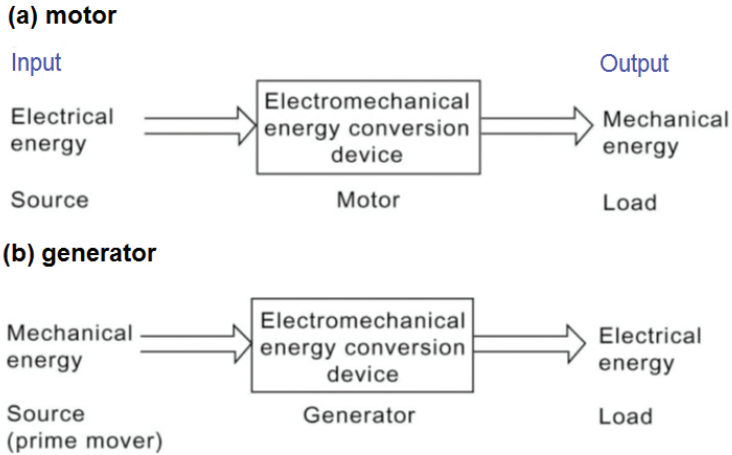 (a) motor
Input
Output
Electrical
energy
Electromechanical
energy conversion
device
Mechanical
energy
Source
Motor
Load
(b) generator
Mechanical
energy
Electromechanical
energy conversion
device
Electrical
energy
Source
(prime mover)
Generator
Load